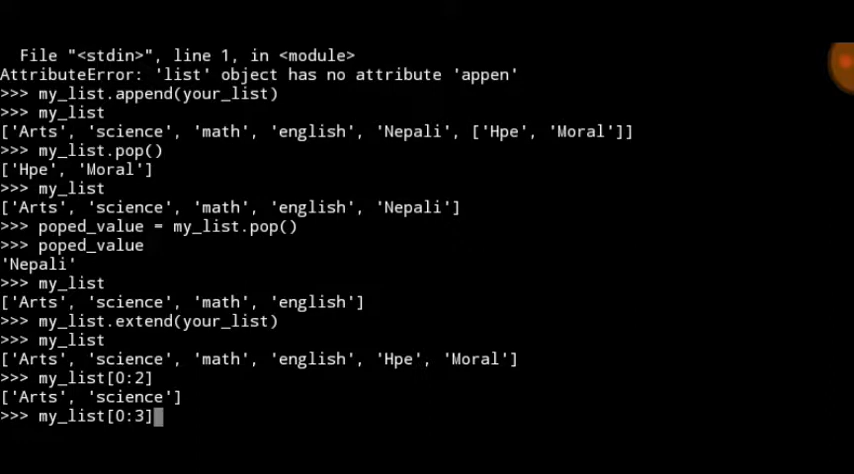 File "<stdin>", line 1, in <module>
AttributeError: 'list' object has no attribute 'appen'
>>> my_list.append(your_list)
>>> my_list
['Arts', 'science', 'math', 'english', 'Nepali', ['Hpe', 'Moral']]
>>> my_list.pop()
['Hpe', 'Moral']
>>> my_list
['Arts', 'science', 'math', 'english', 'Nepali']
>>> poped_value = my_list.pop()
>>> poped_value
'Nepali'
>>> my_list
['Arts', 'science', 'math', 'english']
>>> my_list.extend(your_list)
>>> my_list
['Arts', 'science', 'math', 'english', 'Hpe', 'Moral']
>>> my_list[0:2]
['Arts', 'science']
>>> my_list[0:3]